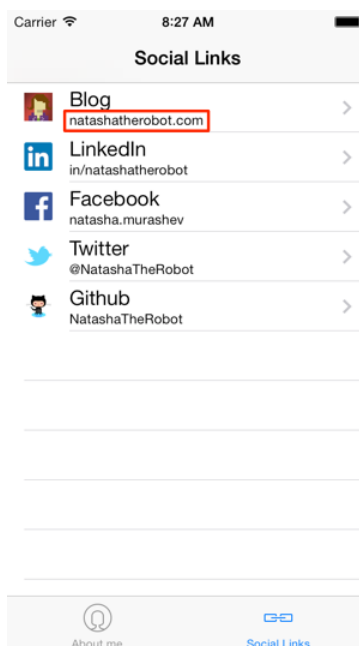 Carrier 8:27 AM
Social Links
Blog
natashatherobot.com
in
LinkedIn
in/natashatherobot
f
Facebook
natasha.murashev
Twitter
@NatashaTheRobot
Github
NatashaTheRobot
About me Social Links